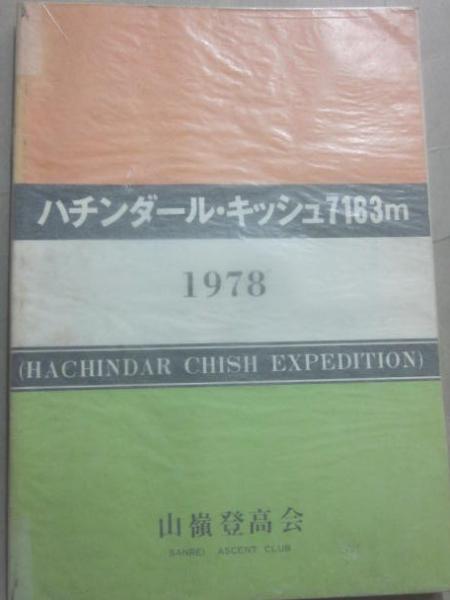 ハチンダール・キッシュ7163m
1978
(HACHINDAR CHISH EXPEDITION)
山嶺登高会
SANREI ASCENT CLUB